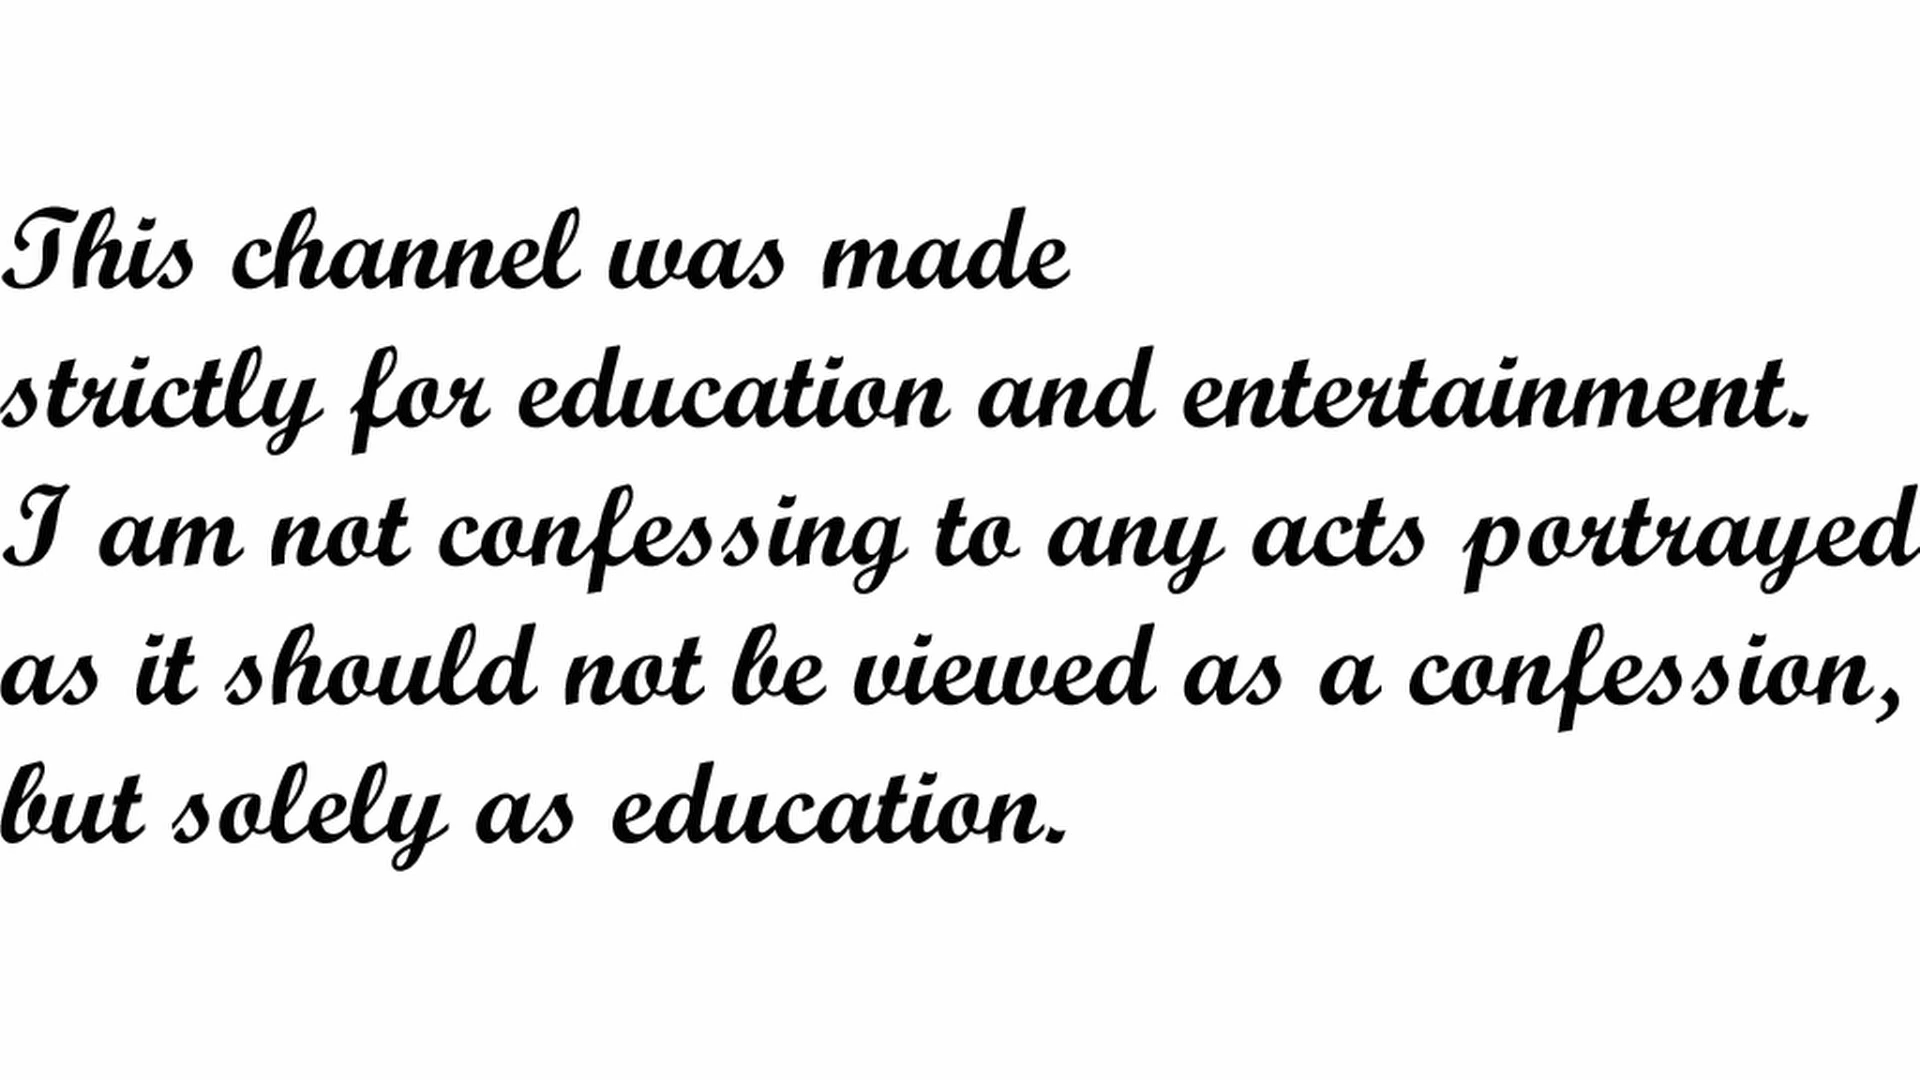 This channel was made
strictly for education and entertainment.
I am not confessing to any acts portrayed
as it should not be viewed as a confession,
but solely as education.